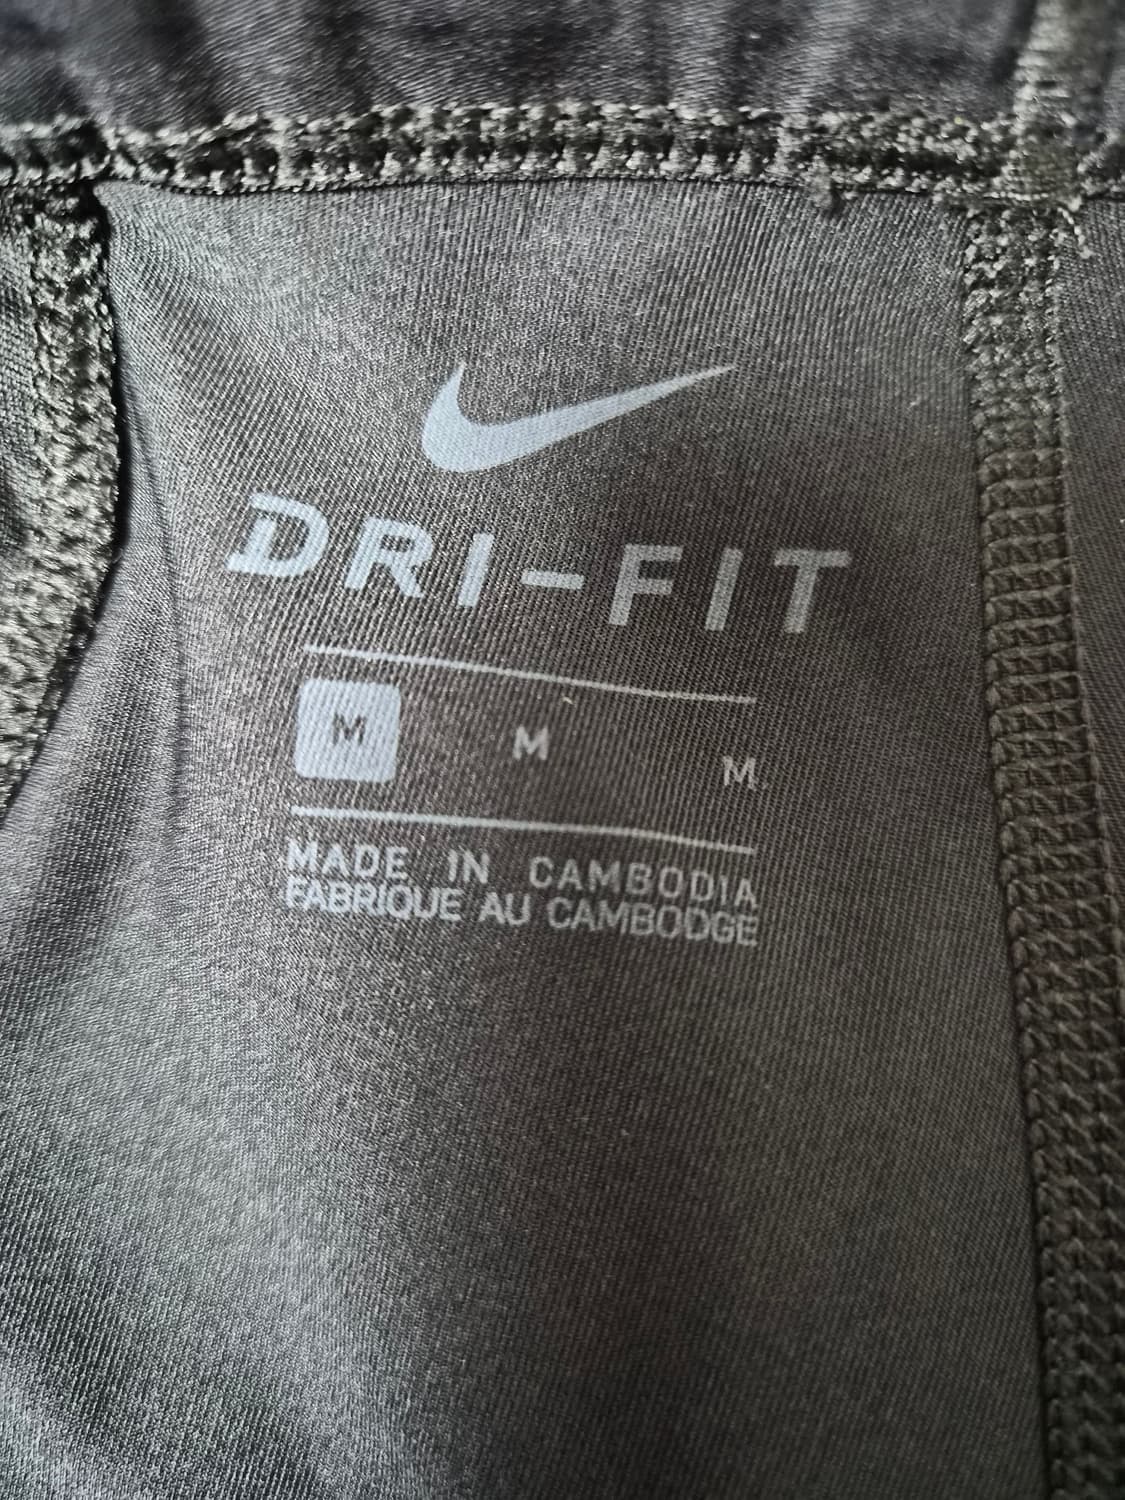 DRI-FIT
M M M
MADE IN CAMBODIA
FABRIQUE AU CAMBODGE